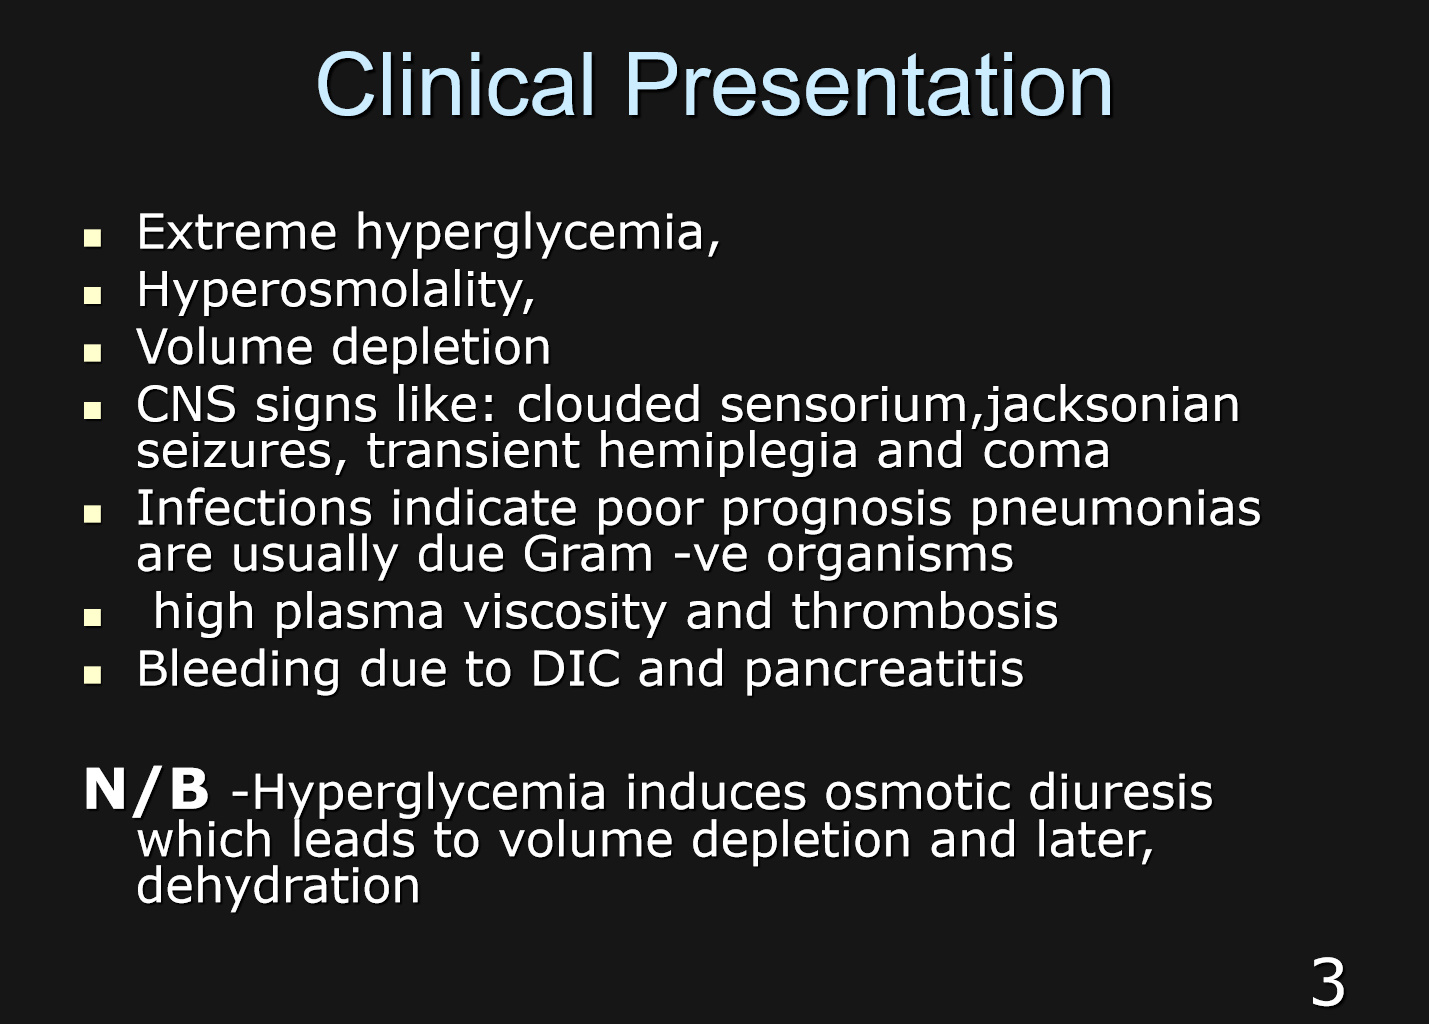 Clinical Presentation
Extreme hyperglycemia,
Hyperosmolality,
Volume depletion
CNS signs like: clouded sensorium,jacksonian
seizures, transient hemiplegia and coma
Infections indicate poor prognosis pneumonias
are usually due Gram -ve organisms
high plasma viscosity and thrombosis
Bleeding due to DIC and pancreatitis
N/B -Hyperglycemia induces osmotic diuresis
which leads to volume depletion and later,
dehydration
3